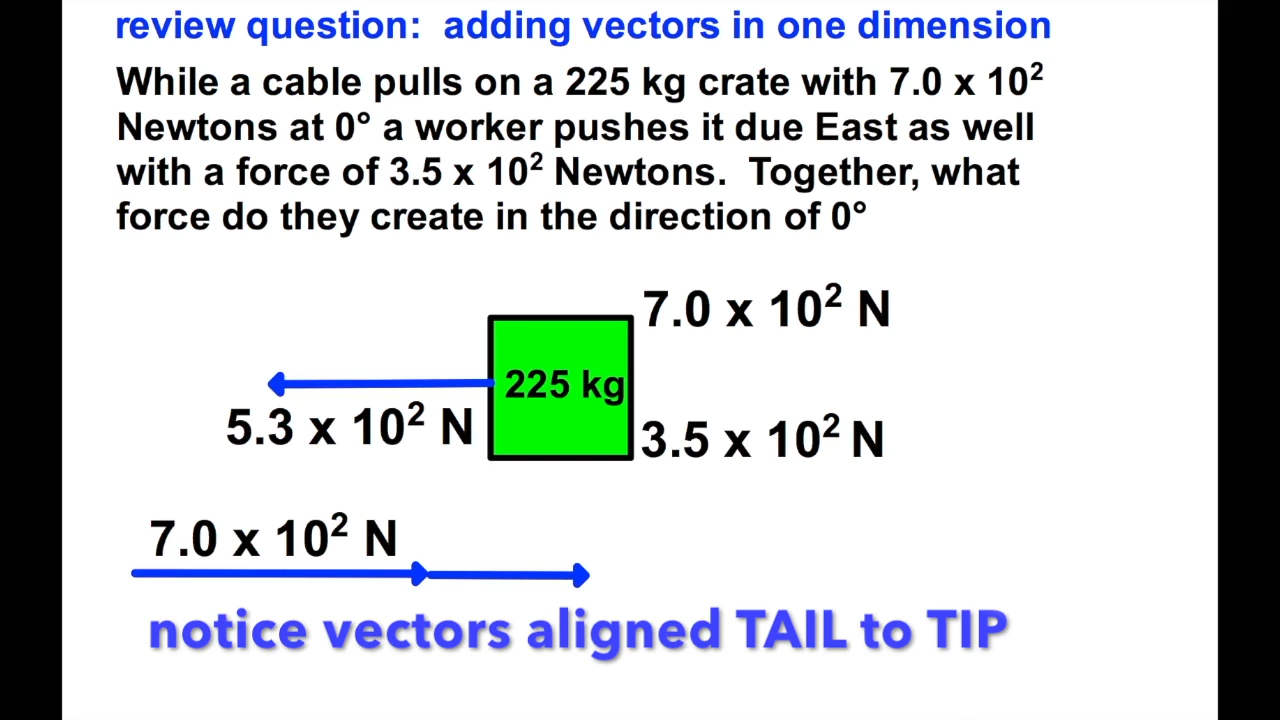 review question:  adding vectors in one dimension
While a cable pulls on a 225 kg crate with 7.0 x 10²
Newtons at 0° a worker pushes it due East as well
with a force of 3.5 x 10² Newtons.  Together, what
force do they create in the direction of 0°
7.0 x 10² N
225 kg
5.3 x 10² N
3.5 x 10² N
7.0 x 10² N
notice vectors aligned TAIL to TIP